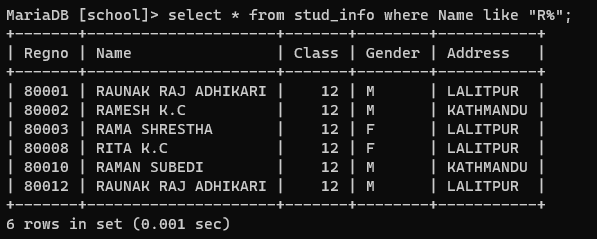 MariaDB [school]> select * from stud_info where Name like "R%";
+-------+---------------------+-------+--------+-----------+
| Regno | Name                | Class | Gender | Address   |
+-------+---------------------+-------+--------+-----------+
| 80001 | RAUNAK RAJ ADHIKARI |    12 | M      | LALITPUR  |
| 80002 | RAMESH K.C          |    12 | M      | KATHMANDU |
| 80003 | RAMA SHRESTHA       |    12 | F      | LALITPUR  |
| 80008 | RITA K.C            |    12 | F      | LALITPUR  |
| 80010 | RAMAN SUBEDI        |    12 | M      | KATHMANDU |
| 80012 | RAUNAK RAJ ADHIKARI |    12 | M      | LALITPUR  |
+-------+---------------------+-------+--------+-----------+
6 rows in set (0.001 sec)